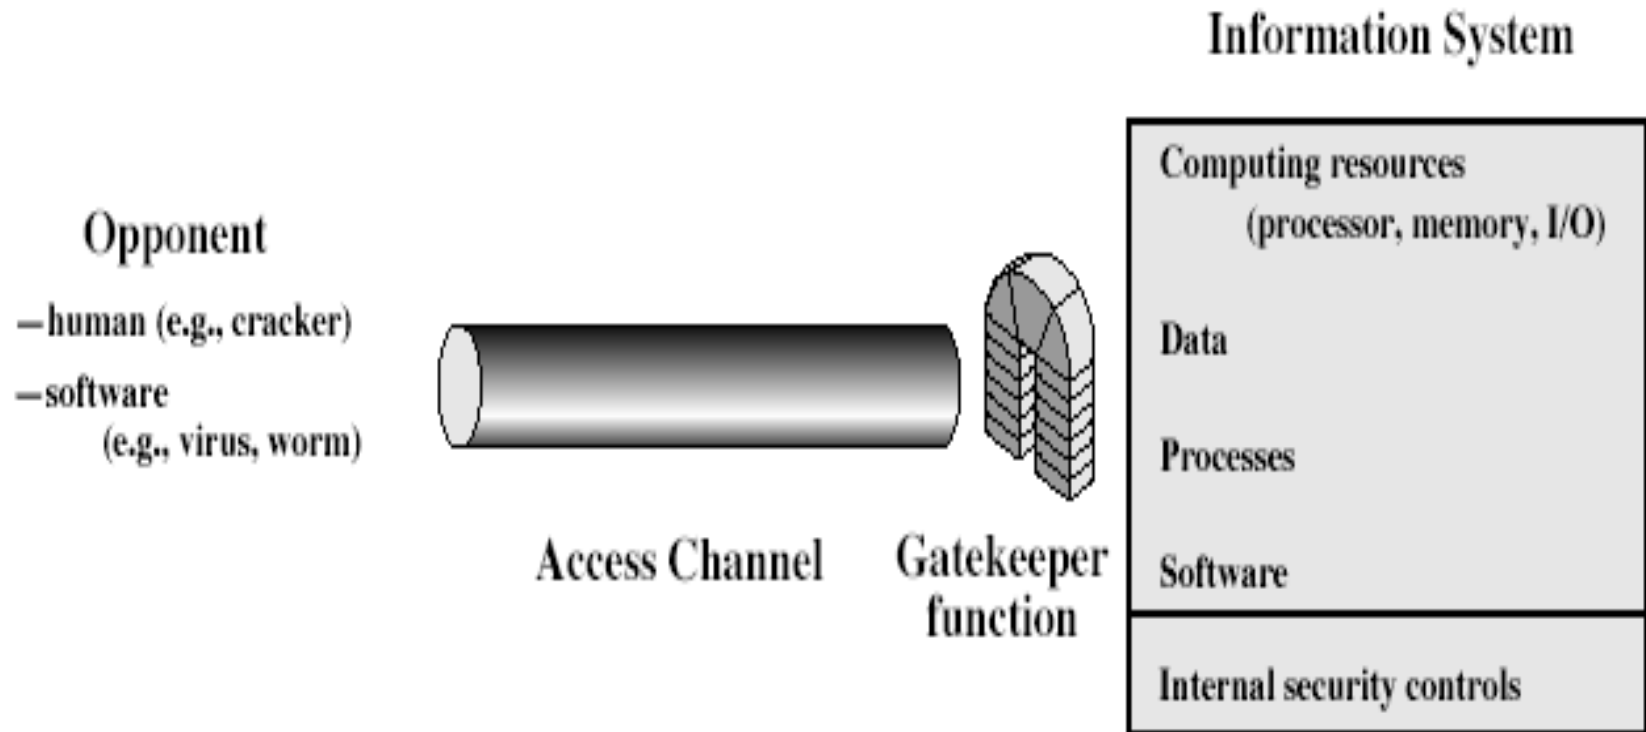 Information System
Opponent
—human (e.g., cracker)
—software
(e.g., virus, worm)
Access Channel
Gatekeeper
function
Computing resources
(processor, memory, I/O)
Data
Processes
Software
Internal security controls